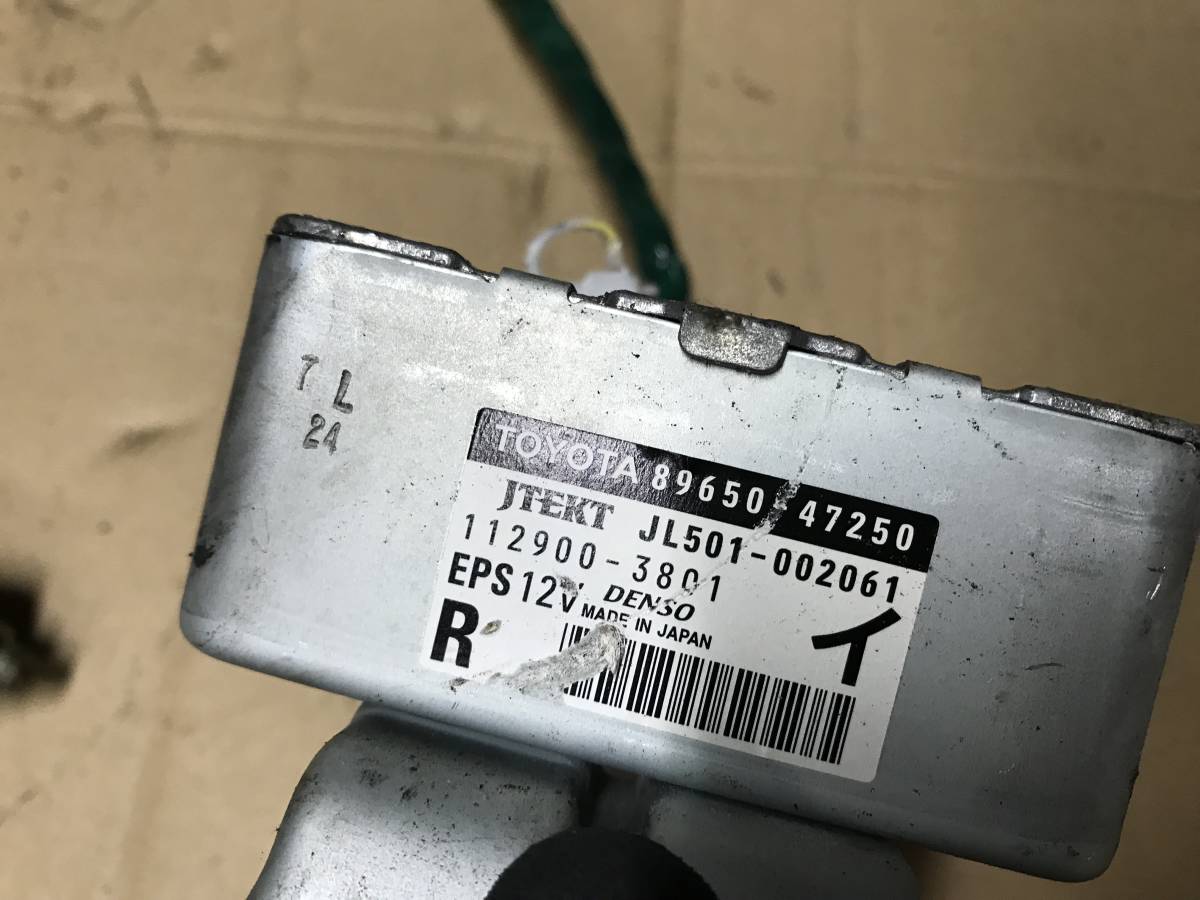 7 L
24
TOYOTA 89650-47250
JTEKT JL501-002061
112900-3801
EPS 12V DENSO
MADE IN JAPAN
R イ